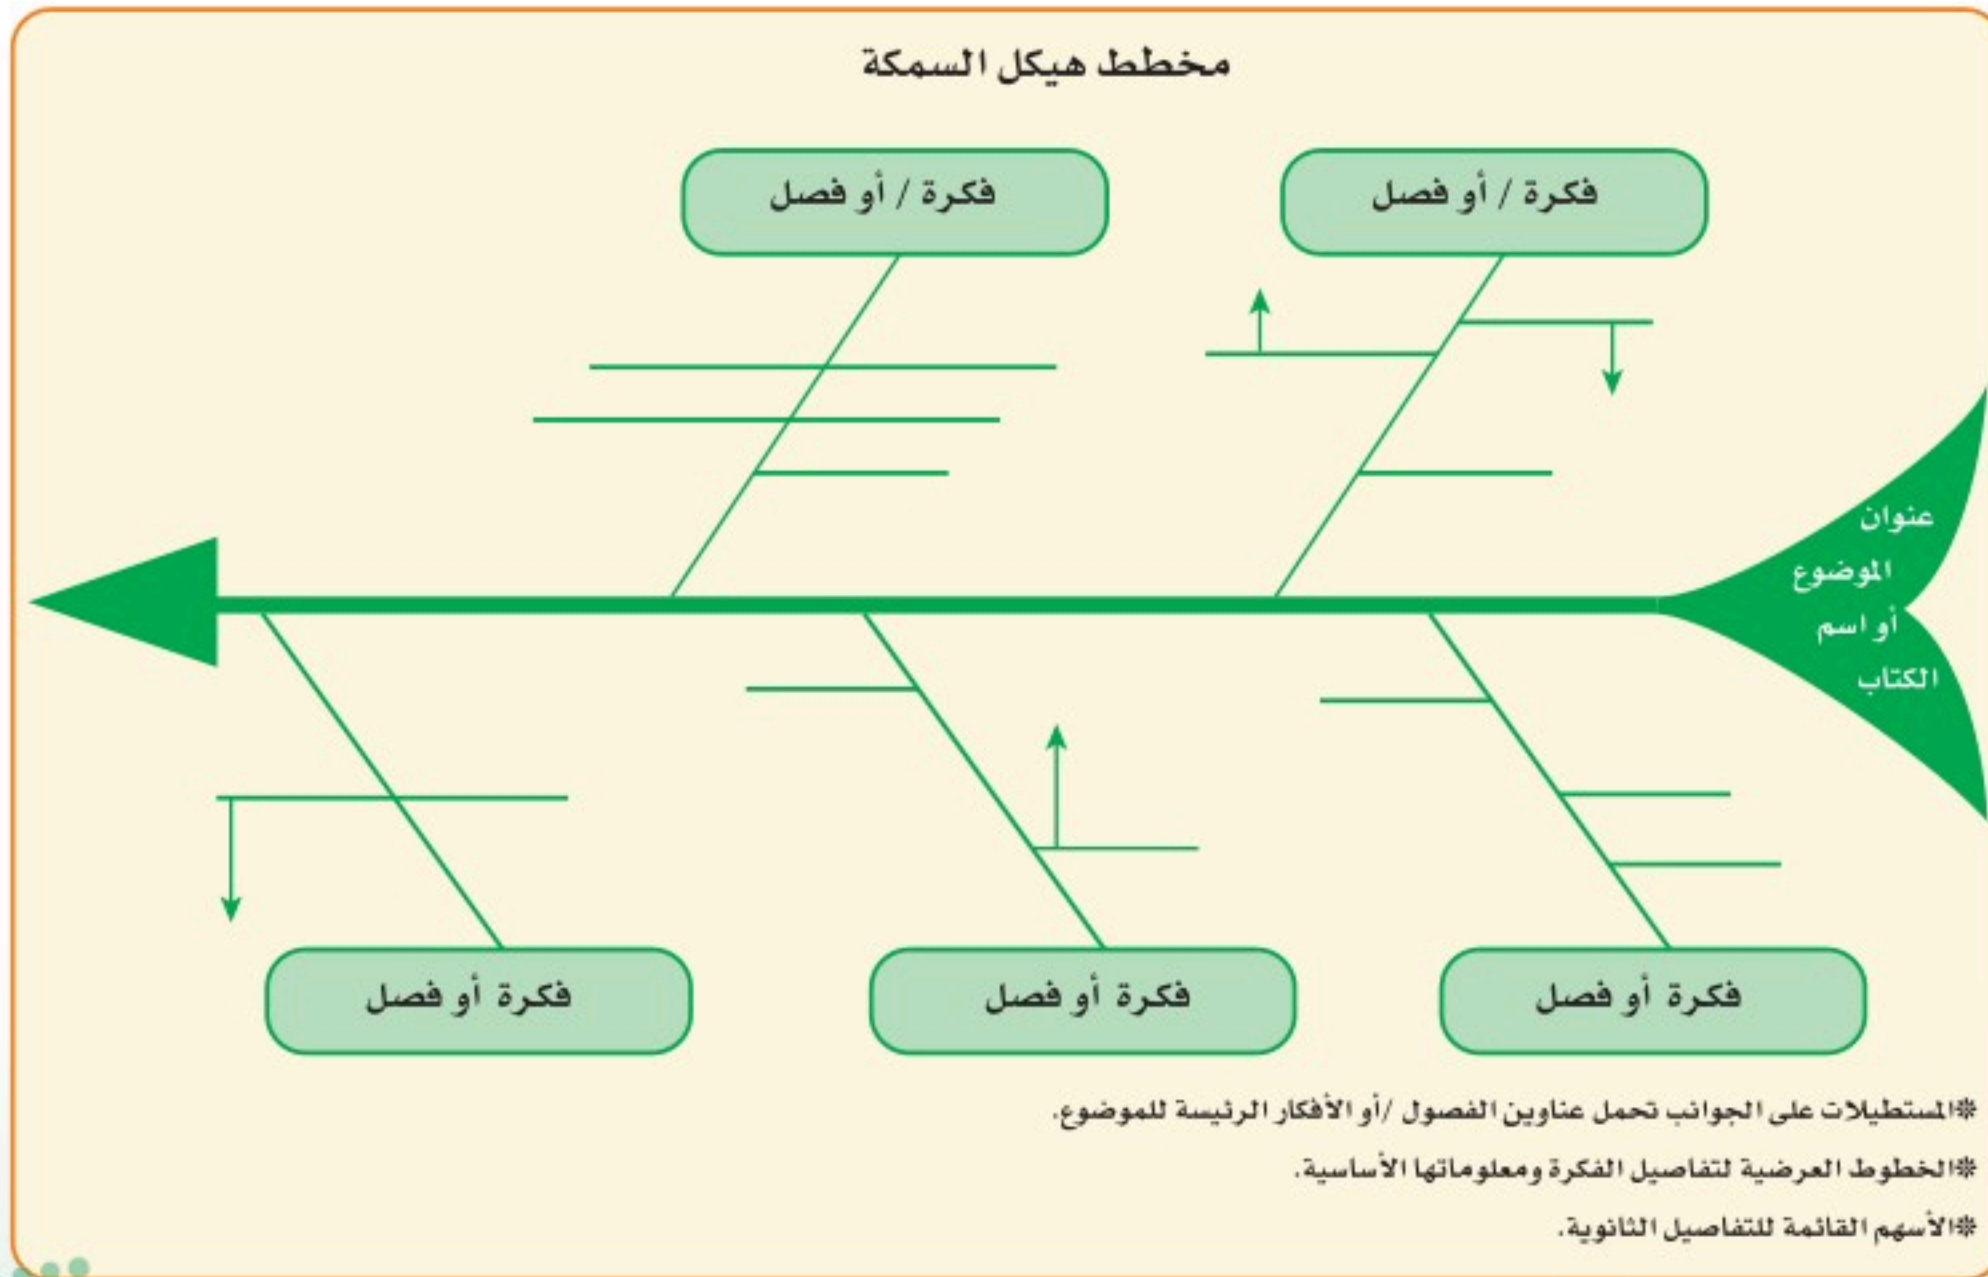 مخطط هيكل السمكة
فكرة / أو فصل
فكرة / أو فصل
عنوان
الموضوع
أو اسم
الكتاب
فكرة أو فصل
فكرة أو فصل
فكرة أو فصل
*المستطيلات على الجوانب تحمل عناوين الفصول /أو الأفكار الرئيسة للموضوع.
*الخطوط العرضية لتفاصيل الفكرة ومعلوماتها الأساسية.
*الأسهم القائمة للتفاصيل الثانوية.